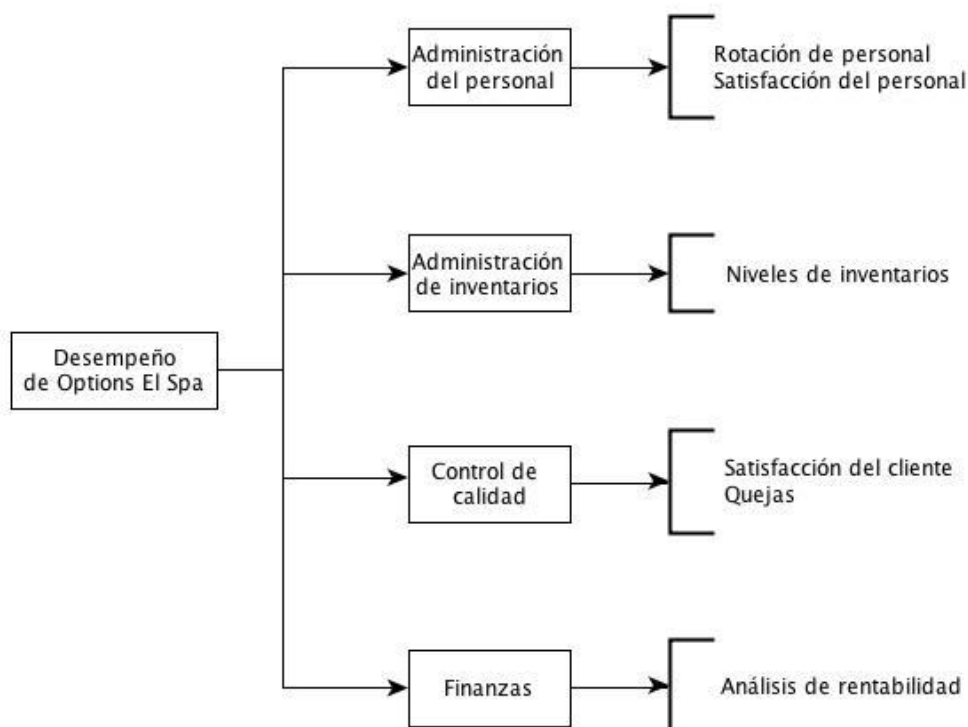 Administración
del personal
Rotación de personal
Satisfacción del personal
Administración
de inventarios
Niveles de inventarios
Desempeño
de Options El Spa
Control de
calidad
Satisfacción del cliente
Quejas
Finanzas
Análisis de rentabilidad